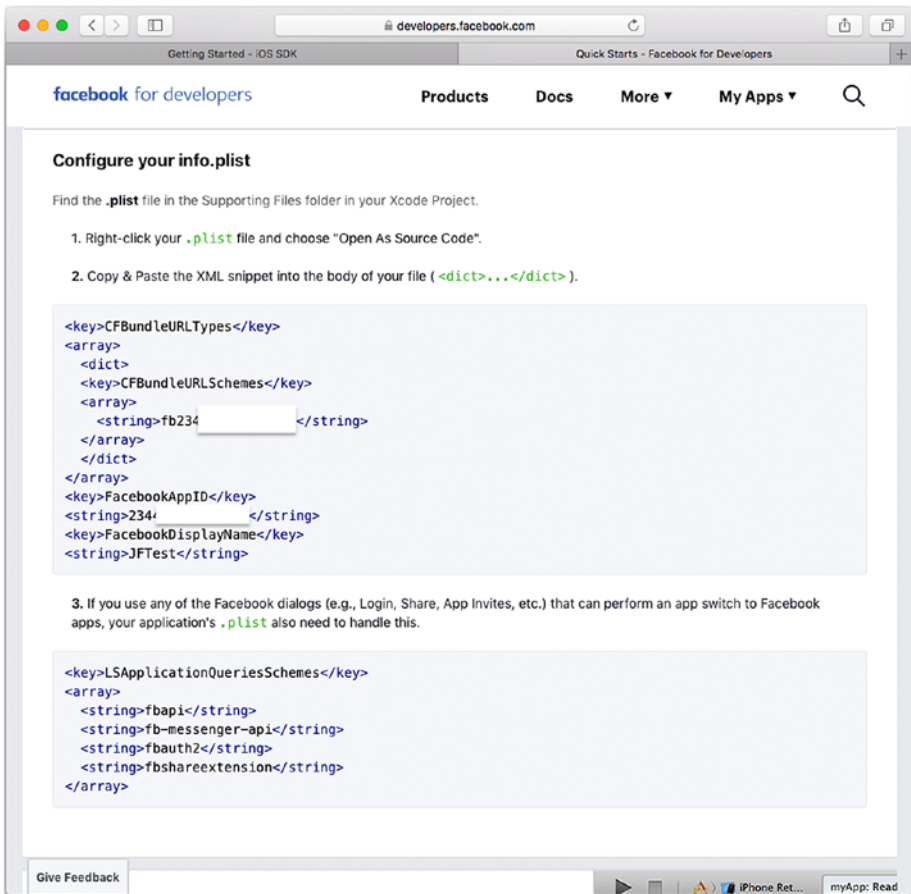 developers.facebook.com
Getting Started - iOS SDK
Quick Starts - Facebook for Developers
+
facebook for developers
Products
Docs
More ▼
My Apps ▼
Configure your info.plist
Find the .plist file in the Supporting Files folder in your Xcode Project.
1. Right-click your .plist file and choose "Open As Source Code".
2. Copy & Paste the XML snippet into the body of your file ( <dict>...</dict> ).
<key>CFBundleURLTypes</key>
<array>
<dict>
<key>CFBundleURLSchemes</key>
<array>
<string>fb234 </string>
</array>
</dict>
</array>
<key>FacebookAppID</key>
<string>2344 </string>
<key>FacebookDisplayName</key>
<string>JFTest</string>
3. If you use any of the Facebook dialogs (e.g., Login, Share, App Invites, etc.) that can perform an app switch to Facebook
apps, your application's .plist also need to handle this.
<key>LSApplicationQueriesSchemes</key>
<array>
<string>fbapi</string>
<string>fb-messenger-api</string>
<string>fbauth2</string>
<string>fbshareextension</string>
</array>
Give Feedback
iPhone Ret...
myApp: Read